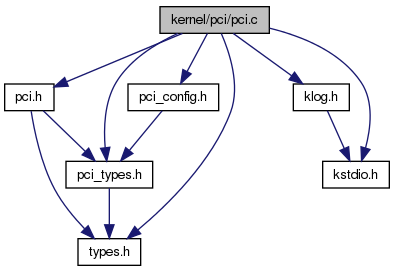 kernel/pci/pci.c
pci.h
pci_config.h
klog.h
pci_types.h
kstdio.h
types.h